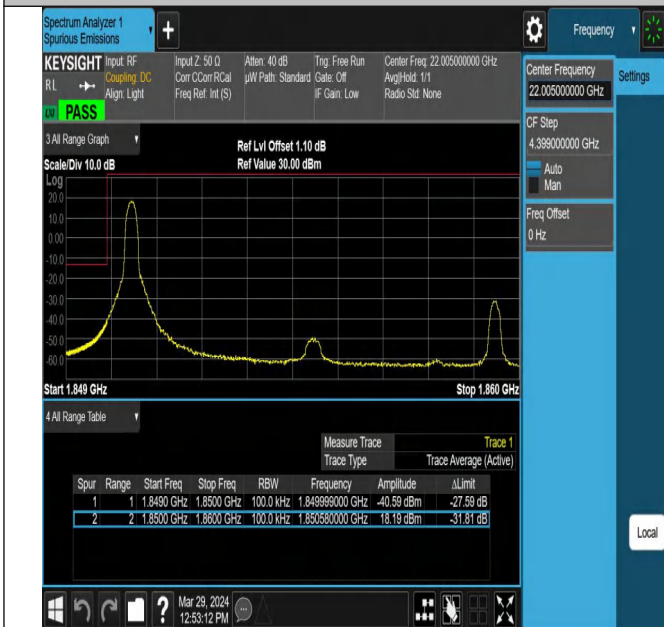 Spectrum Analyzer 1
Spurious Emissions
+
Frequency
KEYSIGHT
RL
PASS
Input: RF
Coupling: DC
Align: Light
Input Z: 50 Ω
Corr CCorr RCal
Freq Ref: Int (S)
Atten: 40 dB
µW Path: Standard
Trig: Free Run
Gate: Off
IF Gain: Low
Center Freq: 22.005000000 GHz
Avg|Hold: 1/1
Radio Std: None
Center Frequency
22.005000000 GHz
Settings
CF Step
4.399000000 GHz
Auto
Man
Freq Offset
0 Hz
3 All Range Graph
Scale/Div 10.0 dB
Ref Lvl Offset 1.10 dB
Ref Value 30.00 dBm
Log
20.0
10.0
0.00
-10.0
-20.0
-30.0
-40.0
-50.0
-60.0
Start 1.849 GHz
Stop 1.860 GHz
4 All Range Table
Measure Trace Trace 1
Trace Type Trace Average (Active)
Spur Range Start Freq Stop Freq RBW Frequency Amplitude ΔLimit
1 1 1.8490 GHz 1.8500 GHz 100.0 kHz 1.849999000 GHz -40.59 dBm -27.59 dB
2 2 1.8500 GHz 1.8600 GHz 100.0 kHz 1.850580000 GHz 18.19 dBm -31.81 dB
Local
?
Mar 29, 2024
12:53:12 PM